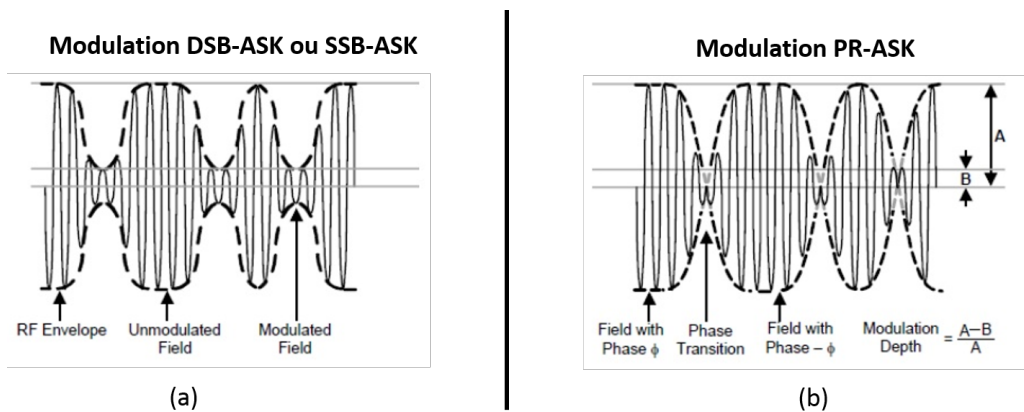 Modulation DSB-ASK ou SSB-ASK
RF Envelope
Unmodulated
Field
Modulated
Field
(a)
Modulation PR-ASK
A
B
Field with
Phase ϕ
Phase
Transition
Field with
Phase – ϕ
Modulation
Depth
= A–B
A
(b)